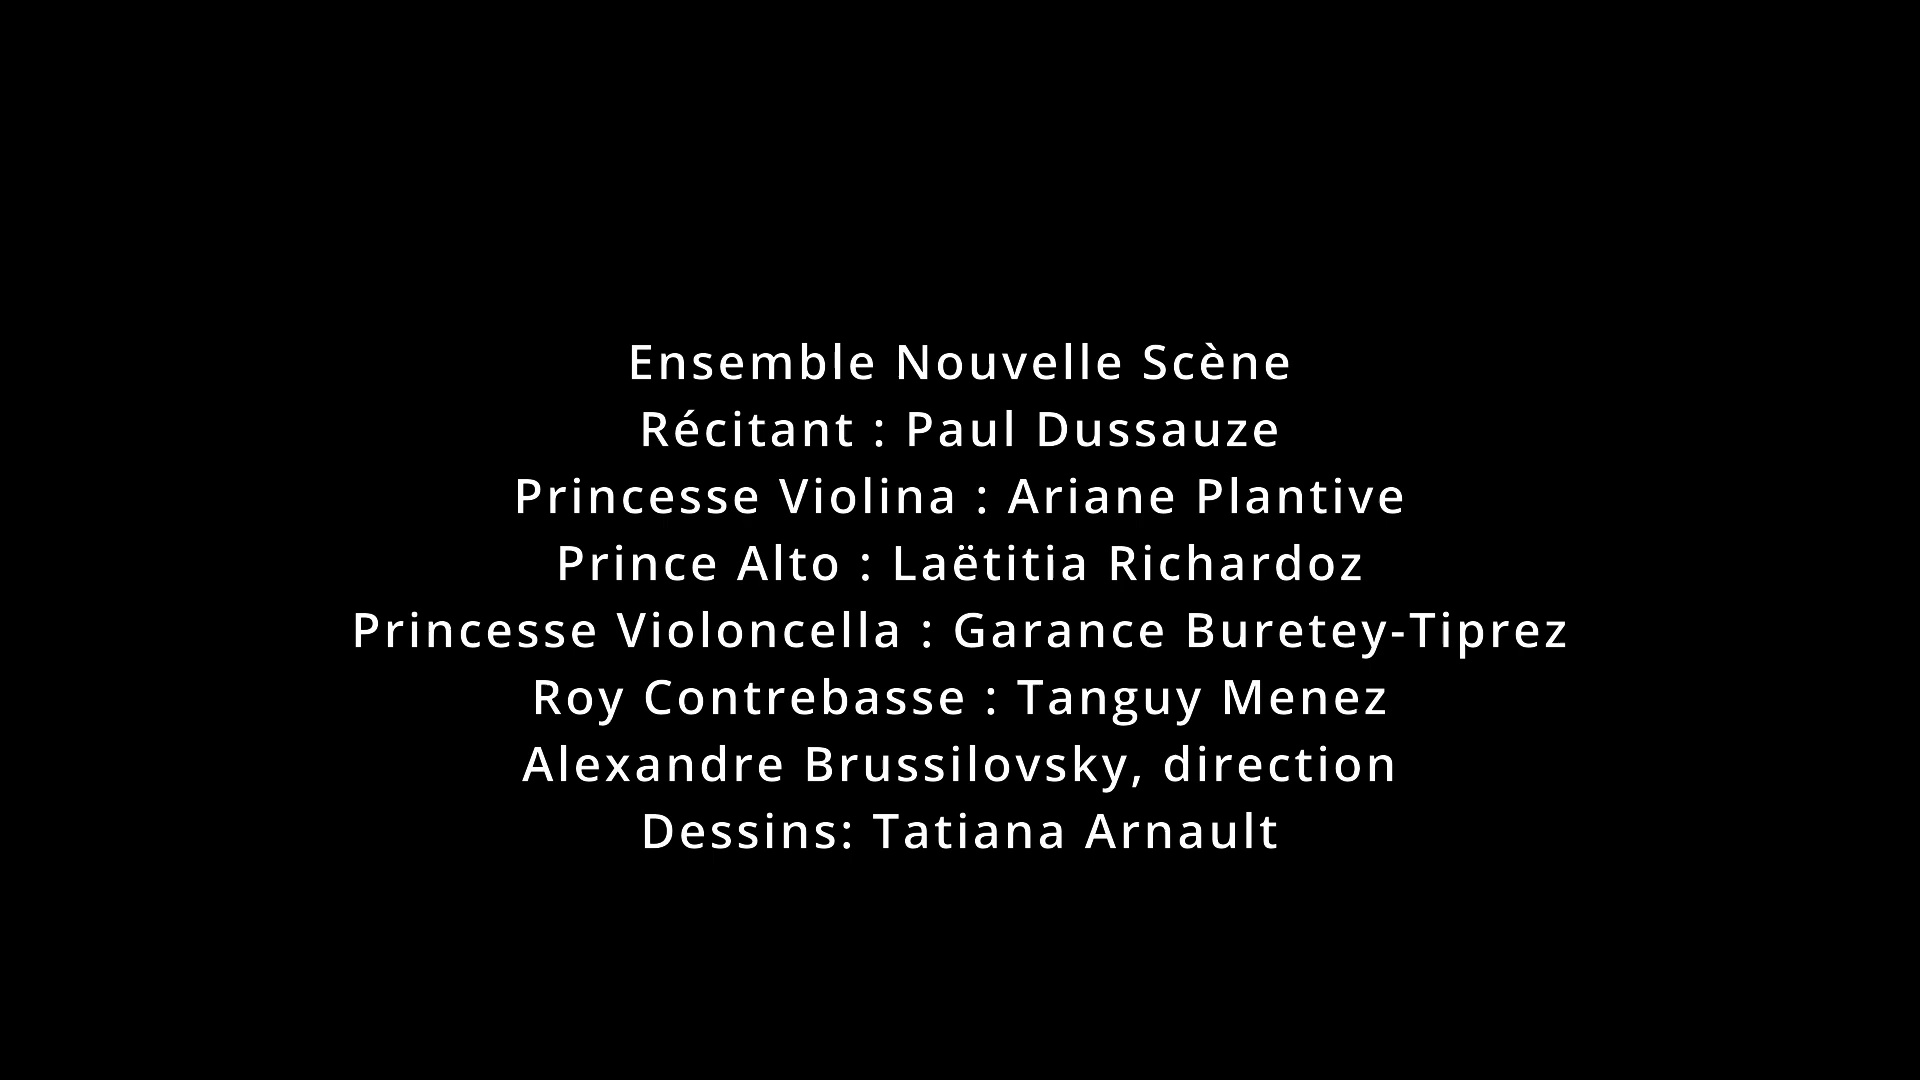 Ensemble Nouvelle Scène
Récitant : Paul Dussauze
Princesse Violina : Ariane Plantive
Prince Alto : Laëtitia Richardoz
Princesse Violoncella : Garance Buretey-Tiprez
Roy Contrebasse : Tanguy Menez
Alexandre Brussilovsky, direction
Dessins: Tatiana Arnault